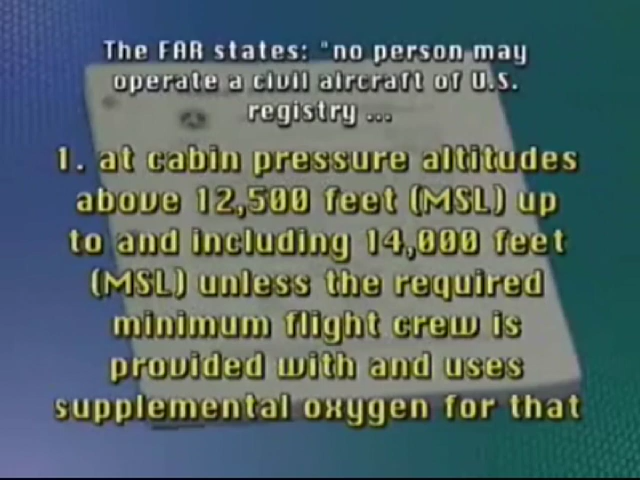 The FAR states: "no person may
operate a civil aircraft of U.S.
registry ...
1. at cabin pressure altitudes
above 12,500 feet (MSL) up
to and including 14,000 feet
(MSL) unless the required
minimum flight crew is
provided with and uses
supplemental oxygen for that